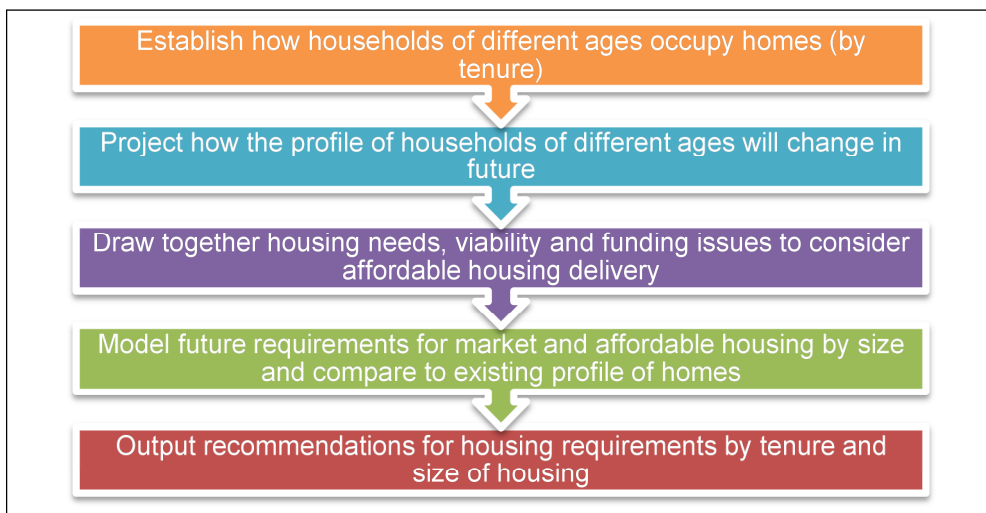 Establish how households of different ages occupy homes (by
tenure)
Project how the profile of households of different ages will change in
future
Draw together housing needs, viability and funding issues to consider
affordable housing delivery
Model future requirements for market and affordable housing by size
and compare to existing profile of homes
Output recommendations for housing requirements by tenure and
size of housing